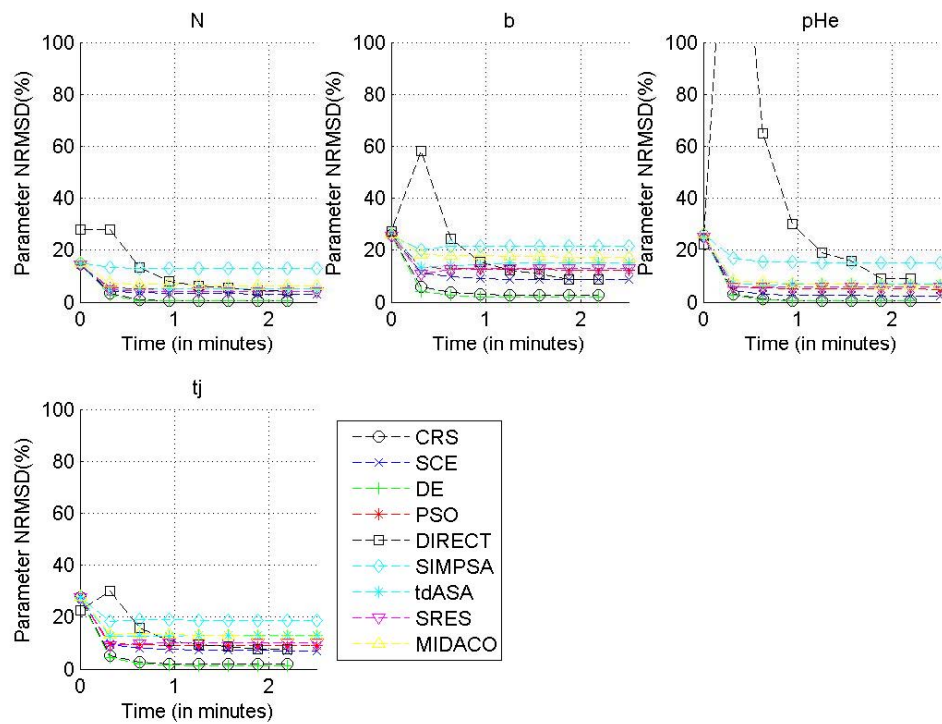 N
b
pHe
Parameter NRMSD(%)
100
80
60
40
20
0
0
1
2
Time (in minutes)
Parameter NRMSD(%)
100
80
60
40
20
0
0
1
2
Time (in minutes)
Parameter NRMSD(%)
100
80
60
40
20
0
0
1
2
Time (in minutes)
tj
Parameter NRMSD(%)
100
80
60
40
20
0
0
1
2
Time (in minutes)
CRS
SCE
DE
PSO
DIRECT
SIMPSA
tdASA
SRES
MIDACO